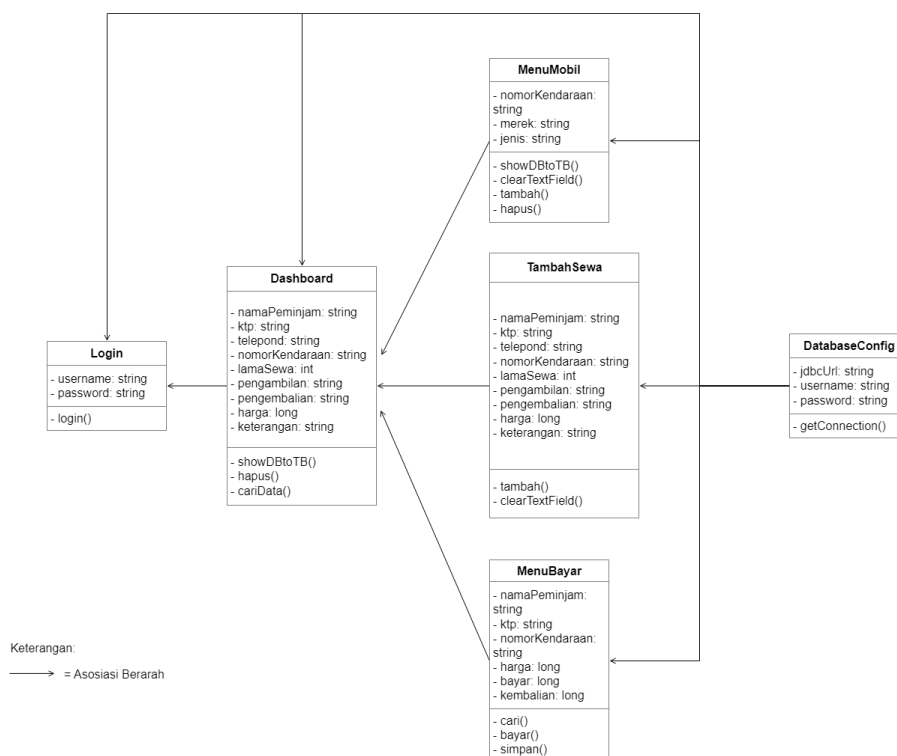 MenuMobil
- nomorKendaraan:
string
- merek: string
- jenis: string
- showDBtoTB()
- clearTextField()
- tambah()
- hapus()
Dashboard
- namaPeminjam: string
- ktp: string
- telepond: string
- nomorKendaraan: string
- lamaSewa: int
- pengambilan: string
- pengembalian: string
- harga: long
- keterangan: string
- showDBtoTB()
- hapus()
- cariData()
TambahSewa
- namaPeminjam: string
- ktp: string
- telepond: string
- nomorKendaraan: string
- lamaSewa: int
- pengambilan: string
- pengembalian: string
- harga: long
- keterangan: string
- tambah()
- clearTextField()
DatabaseConfig
- jdbcUrl: string
- username: string
- password: string
- getConnection()
Login
- username: string
- password: string
- login()
MenuBayar
- namaPeminjam:
string
- ktp: string
- nomorKendaraan:
string
- harga: long
- bayar: long
- kembalian: long
- cari()
- bayar()
- simpan()
Keterangan:
= Asosiasi Berarah